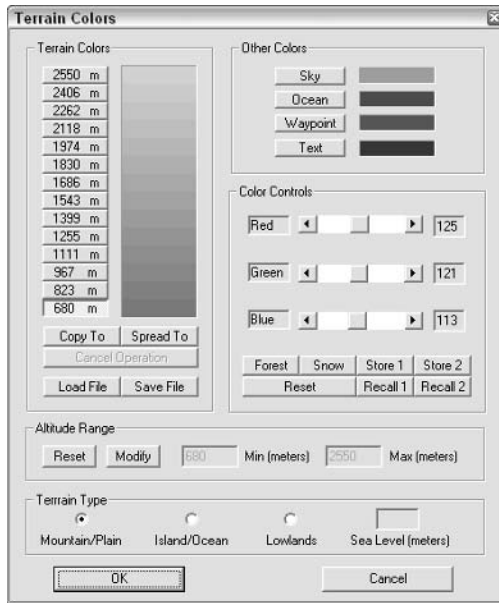 Terrain Colors
Terrain Colors
2550 m
2406 m
2262 m
2118 m
1974 m
1830 m
1686 m
1543 m
1399 m
1255 m
1111 m
967 m
823 m
680 m
Copy To Spread To
Cancel Operation
Load File Save File
Other Colors
Sky
Ocean
Waypoint
Text
Color Controls
Red 125
Green 121
Blue 113
Forest Snow Store 1 Store 2
Reset Recall 1 Recall 2
Altitude Range
Reset Modify 680 Min (meters) 2550 Max (meters)
Terrrain Type
Mountain/Plain Island/Ocean Lowlands Sea Level (meters)
OK Cancel